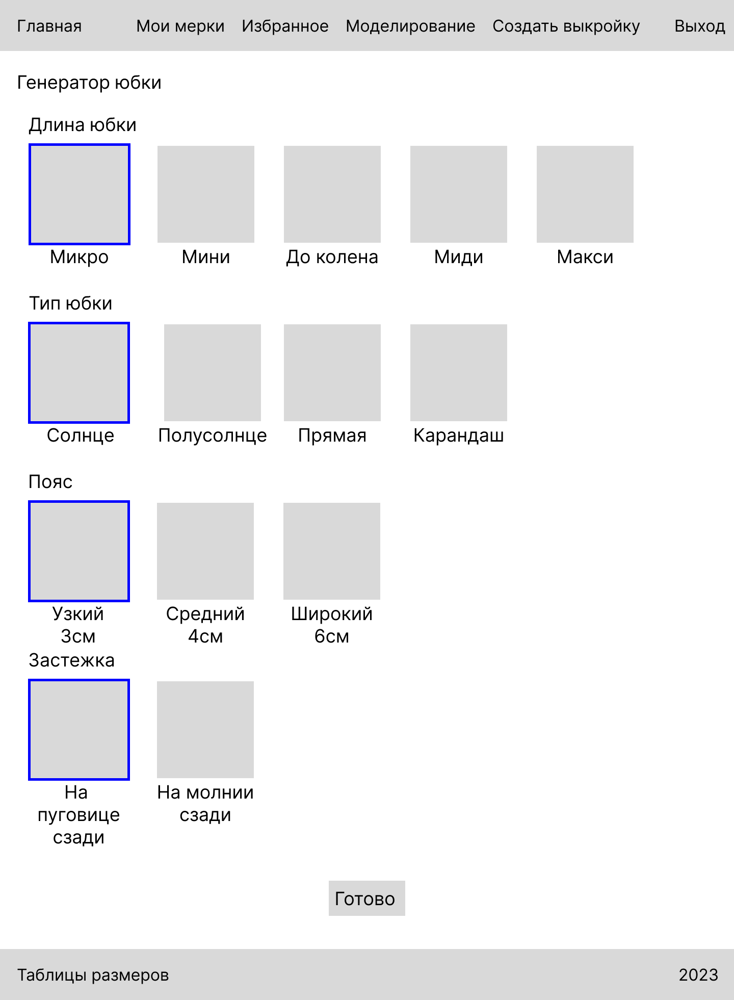 Главная Мои мерки Избранное Моделирование Создать выкройку Выход
Генератор юбки
Длина юбки
Микро Мини До колена Миди Макси
Тип юбки
Солнце Полусолнце Прямая Карандаш
Пояс
Узкий Средний Широкий
3см 4см 6см
Застежка
На На молнии
пуговице сзади
сзади
Готово
Таблицы размеров 2023